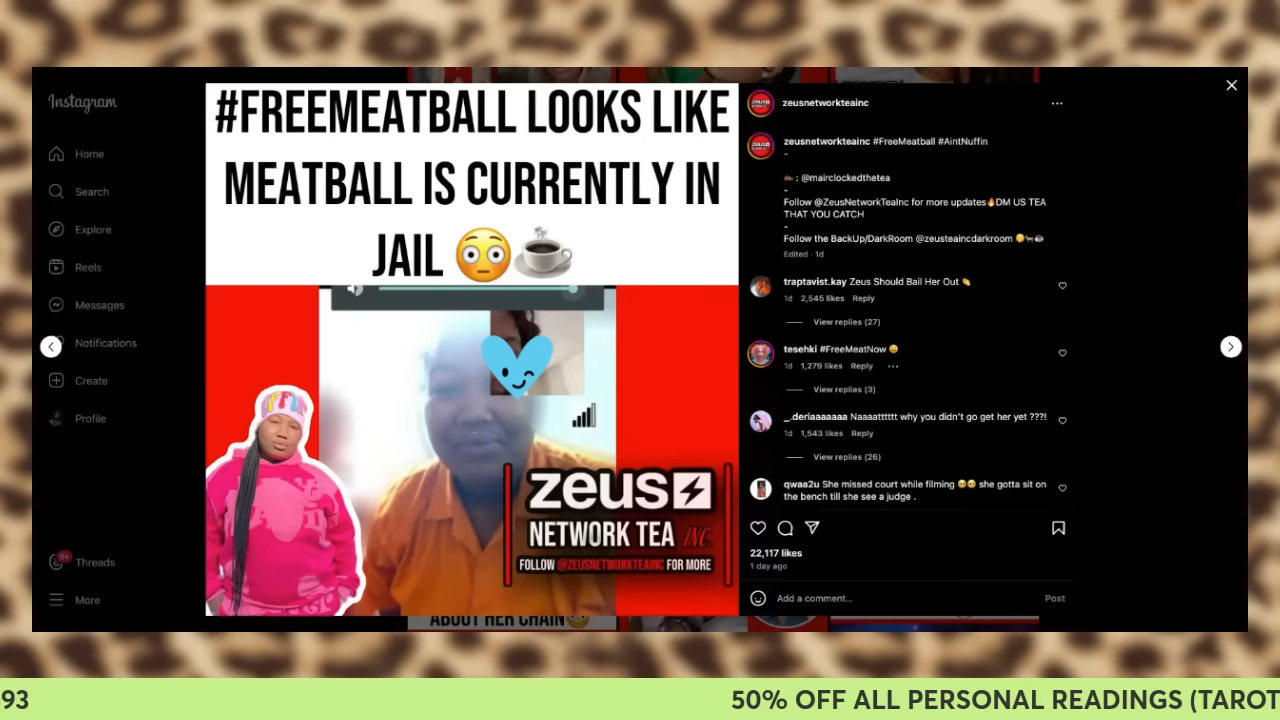 Instagram
Home
Search
Explore
Reels
Messages
Notifications
Create
Profile
9+
Threads
More
#FREEMEATBALL LOOKS LIKE
MEATBALL IS CURRENTLY IN
JAIL 😳☕
zeus
NETWORK TEA INC.
FOLLOW @ZEUSNETWORKTEAINC FOR MORE
ABOUT HER CHAIN😳
zeusnetworkteainc
zeusnetworkteainc #FreeMeatball #AintNuffin
-
: @mairclockedthetea
-
Follow @ZeusNetworkTeaInc for more updates🔥DM US TEA
THAT YOU CATCH
-
Follow the BackUp/DarkRoom @zeusteaincdarkroom
Edited · 1d
traptavist.kay Zeus Should Bail Her Out
1d 2,545 likes Reply
View replies (27)
tesehki #FreeMeatNow
1d 1,279 likes Reply ...
View replies (3)
_.deriaaaaaaa Naaaatttttt why you didn't go get her yet ???!
1d 1,543 likes Reply
View replies (26)
qwaa2u She missed court while filming 🥺🥺 she gotta sit on
the bench till she see a judge .
22,117 likes
1 day ago
Add a comment...
Post
93
50% OFF ALL PERSONAL READINGS (TAROT